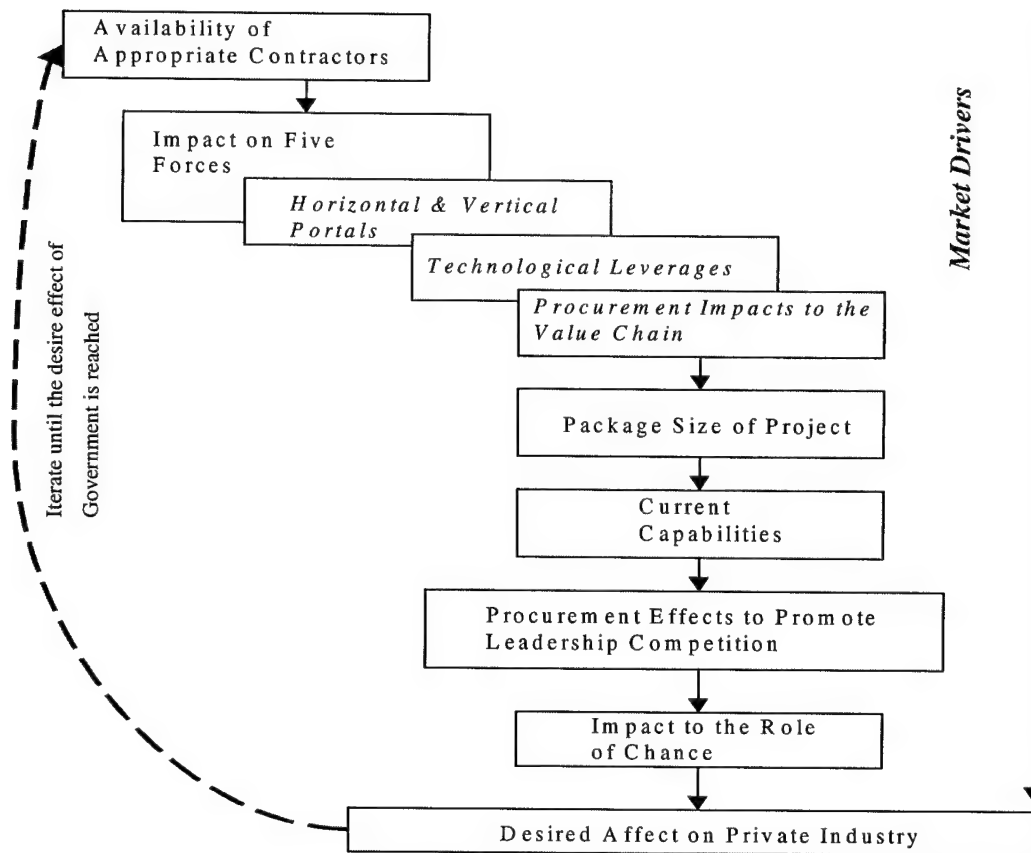 Availability of
Appropriate Contractors
Impact on Five
Forces
Horizontal & Vertical
Portals
Technological Leverages
Procurement Impacts to the
Value Chain
Package Size of Project
Current
Capabilities
Procurement Effects to Promote
Leadership Competition
Impact to the Role
of Chance
Desired Affect on Private Industry
Iterate until the desire effect of
Government is reached
Market Drivers